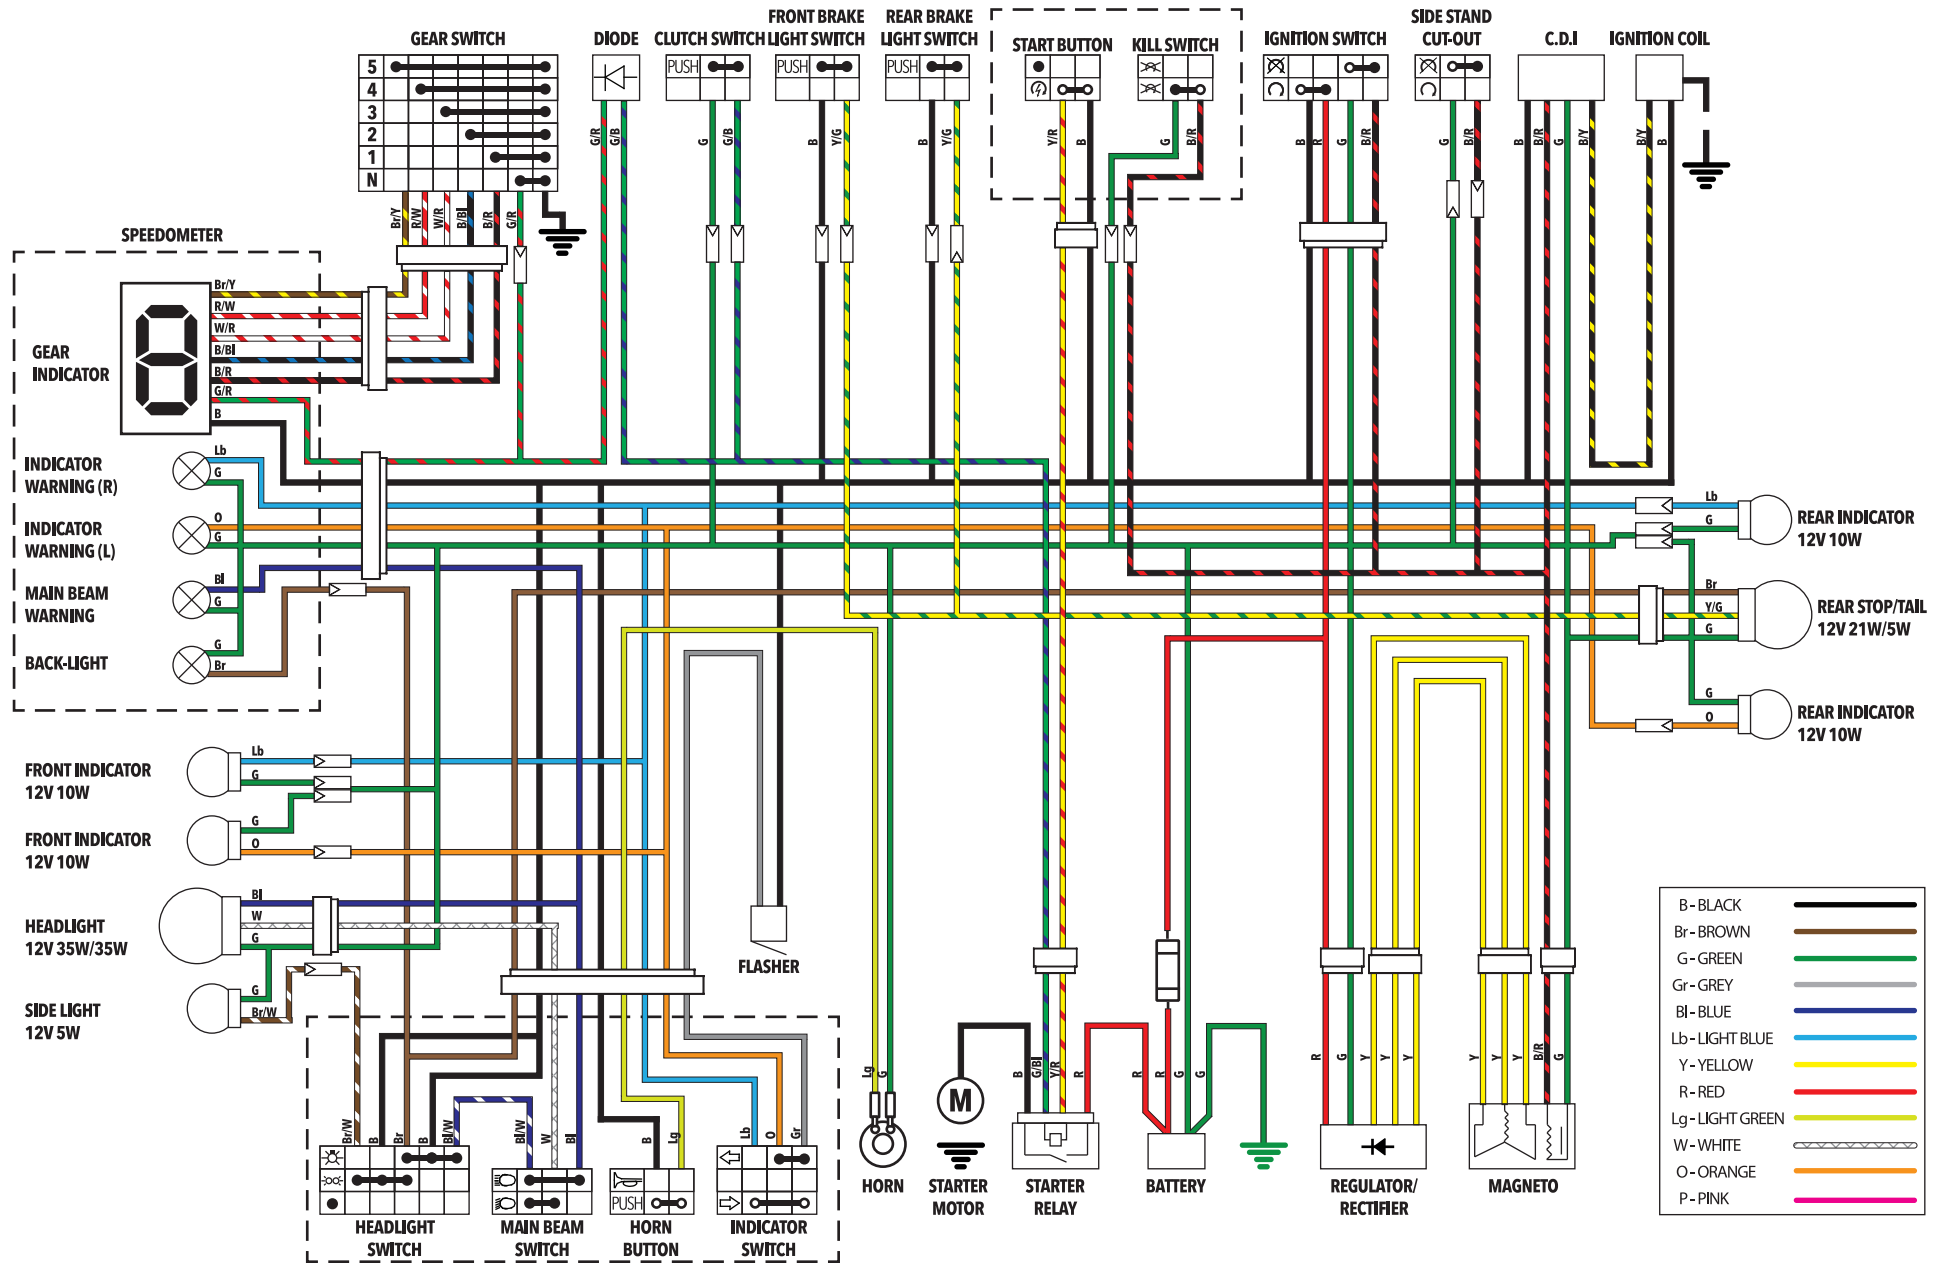 GEAR SWITCH
DIODE
CLUTCH SWITCH
FRONT BRAKE
LIGHT SWITCH
REAR BRAKE
LIGHT SWITCH
START BUTTON
KILL SWITCH
IGNITION SWITCH
SIDE STAND
CUT-OUT
C.D.I
IGNITION COIL
5
4
3
2
1
N
PUSH
PUSH
PUSH
G/R
G/B
G
G/B
B
Y/G
B
Y/G
Y/R
B
G
B/R
B
R
G
B/R
G
B/R
B
B/R
G
B/Y
B/Y
B
Br/Y
R/W
W/R
B/Bl
B/R
G/R
SPEEDOMETER
GEAR
INDICATOR
Br/Y
R/W
W/R
B/Bl
B/R
G/R
B
INDICATOR
WARNING (R)
Lb
G
INDICATOR
WARNING (L)
O
G
MAIN BEAM
WARNING
Bl
G
BACK-LIGHT
G
Br
Lb
G
REAR INDICATOR
12V 10W
Br
Y/G
G
REAR STOP/TAIL
12V 21W/5W
G
O
REAR INDICATOR
12V 10W
FRONT INDICATOR
12V 10W
Lb
G
FRONT INDICATOR
12V 10W
G
O
HEADLIGHT
12V 35W/35W
Bl
W
G
SIDE LIGHT
12V 5W
G
Br/W
FLASHER
Br/W
B
Br
B
Bl/W
Bl/W
W
Bl
B
Lg
Lb
O
Gr
PUSH
HEADLIGHT
SWITCH
MAIN BEAM
SWITCH
HORN
BUTTON
INDICATOR
SWITCH
Lg
G
HORN
M
STARTER
MOTOR
B
G/Bl
Y/R
R
STARTER
RELAY
R
R
G
G
BATTERY
R
G
Y
Y
Y
REGULATOR/
RECTIFIER
Y
Y
Y
B/R
G
MAGNETO
B - BLACK
Br - BROWN
G - GREEN
Gr - GREY
Bl - BLUE
Lb - LIGHT BLUE
Y - YELLOW
R - RED
Lg - LIGHT GREEN
W - WHITE
O - ORANGE
P - PINK